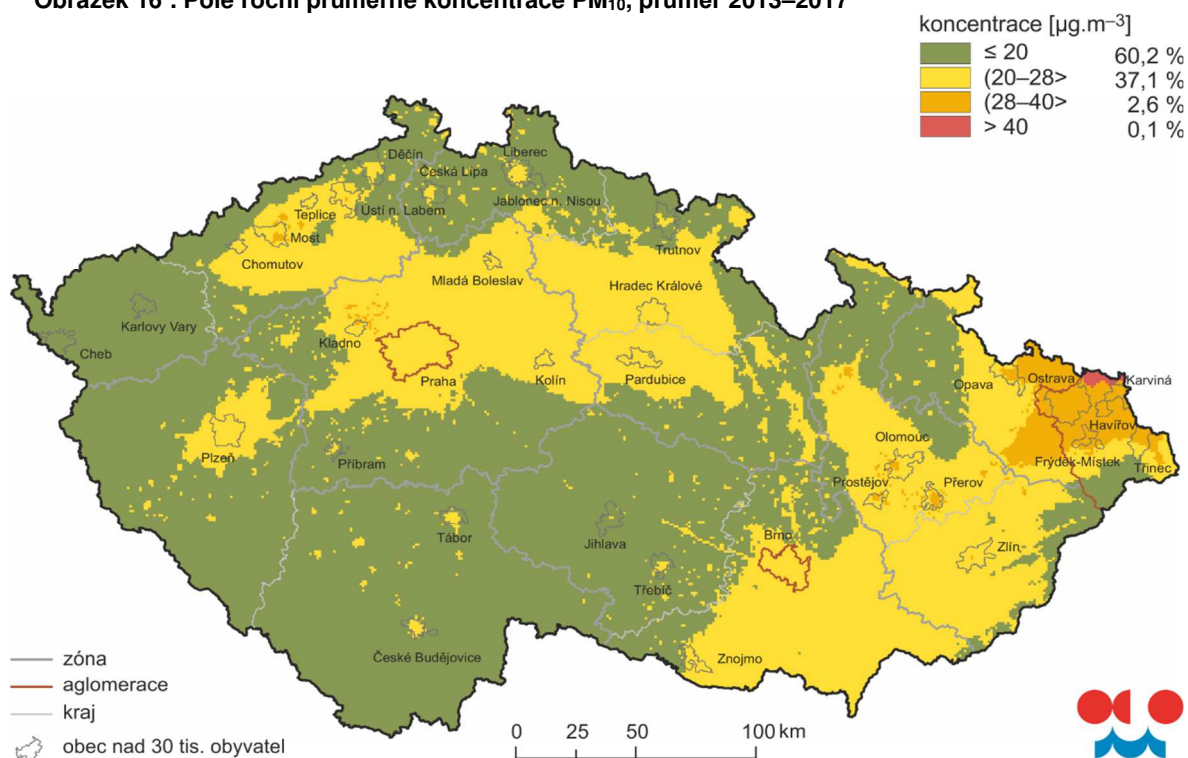 Obrázek 16 : Pole roční průměrné koncentrace PM₁₀, průměr 2013–2017
koncentrace [µg.m⁻³]
≤ 20 60,2 %
(20–28> 37,1 %
(28–40> 2,6 %
> 40 0,1 %
Děčín
Liberec
Česká Lípa
Teplice
Ústí n. Labem
Jablonec n. Nisou
Most
Trutnov
Chomutov
Mladá Boleslav
Hradec Králové
Karlovy Vary
Kladno
Cheb
Praha
Kolín
Pardubice
Opava
Ostrava
Karviná
Havířov
Olomouc
Plzeň
Příbram
Frýdek-Místek
Třinec
Prostějov
Přerov
Tábor
Jihlava
Brno
Zlín
Třebíč
České Budějovice
Znojmo
zóna
aglomerace
kraj
obec nad 30 tis. obyvatel
0 25 50 100 km